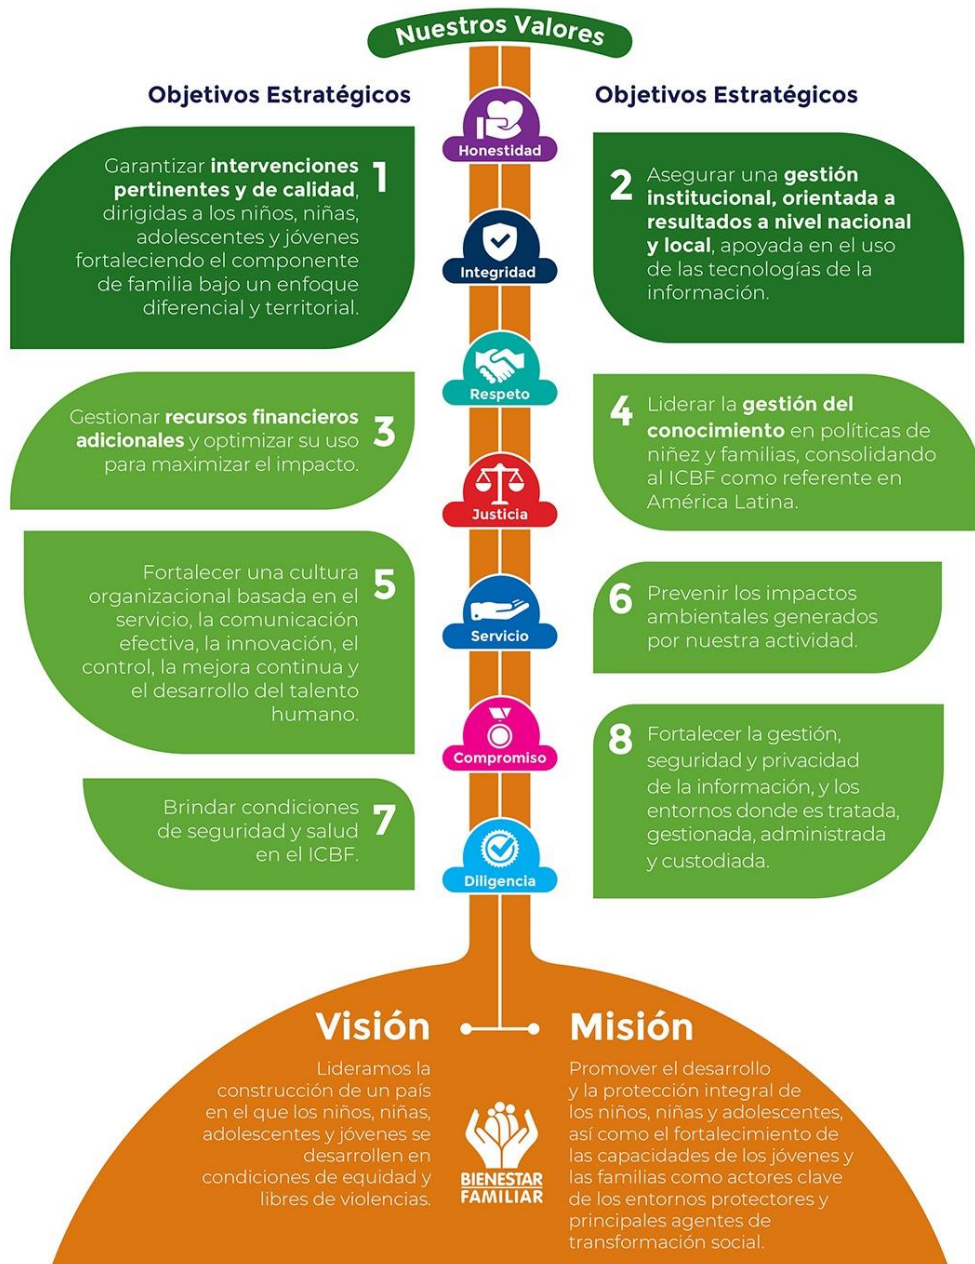 Nuestros Valores
Objetivos Estratégicos
Objetivos Estratégicos
Honestidad
1
Garantizar intervenciones
pertinentes y de calidad,
dirigidas a los niños, niñas,
adolescentes y jóvenes
fortaleciendo el componente
de familia bajo un enfoque
diferencial y territorial.
2
Asegurar una gestión
institucional, orientada a
resultados a nivel nacional
y local, apoyada en el uso
de las tecnologías de la
información.
Integridad
Respeto
3
Gestionar recursos financieros
adicionales y optimizar su uso
para maximizar el impacto.
4
Liderar la gestión del
conocimiento en políticas de
niñez y familias, consolidando
al ICBF como referente en
América Latina.
Justicia
5
Fortalecer una cultura
organizacional basada en el
servicio, la comunicación
efectiva, la innovación, el
control, la mejora continua y
el desarrollo del talento
humano.
6
Prevenir los impactos
ambientales generados
por nuestra actividad.
Servicio
Compromiso
7
Brindar condiciones
de seguridad y salud
en el ICBF.
8
Fortalecer la gestión,
seguridad y privacidad
de la información, y los
entornos donde es tratada,
gestionada, administrada
y custodiada.
Diligencia
Visión
Lideramos la
construcción de un país
en el que los niños, niñas,
adolescentes y jóvenes se
desarrollen en
condiciones de equidad y
libres de violencias.
BIENESTAR
FAMILIAR
Misión
Promover el desarrollo
y la protección integral de
los niños, niñas y adolescentes,
así como el fortalecimiento de
las capacidades de los jóvenes y
las familias como actores clave
de los entornos protectores y
principales agentes de
transformación social.